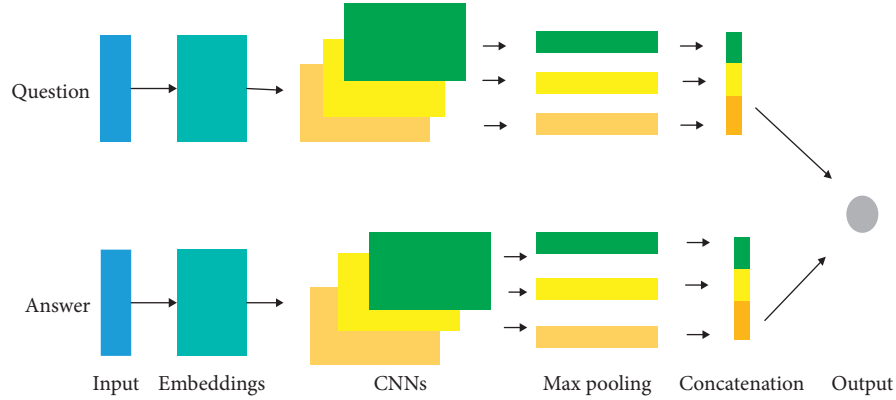 Question
Answer
Input Embeddings CNNs Max pooling Concatenation Output